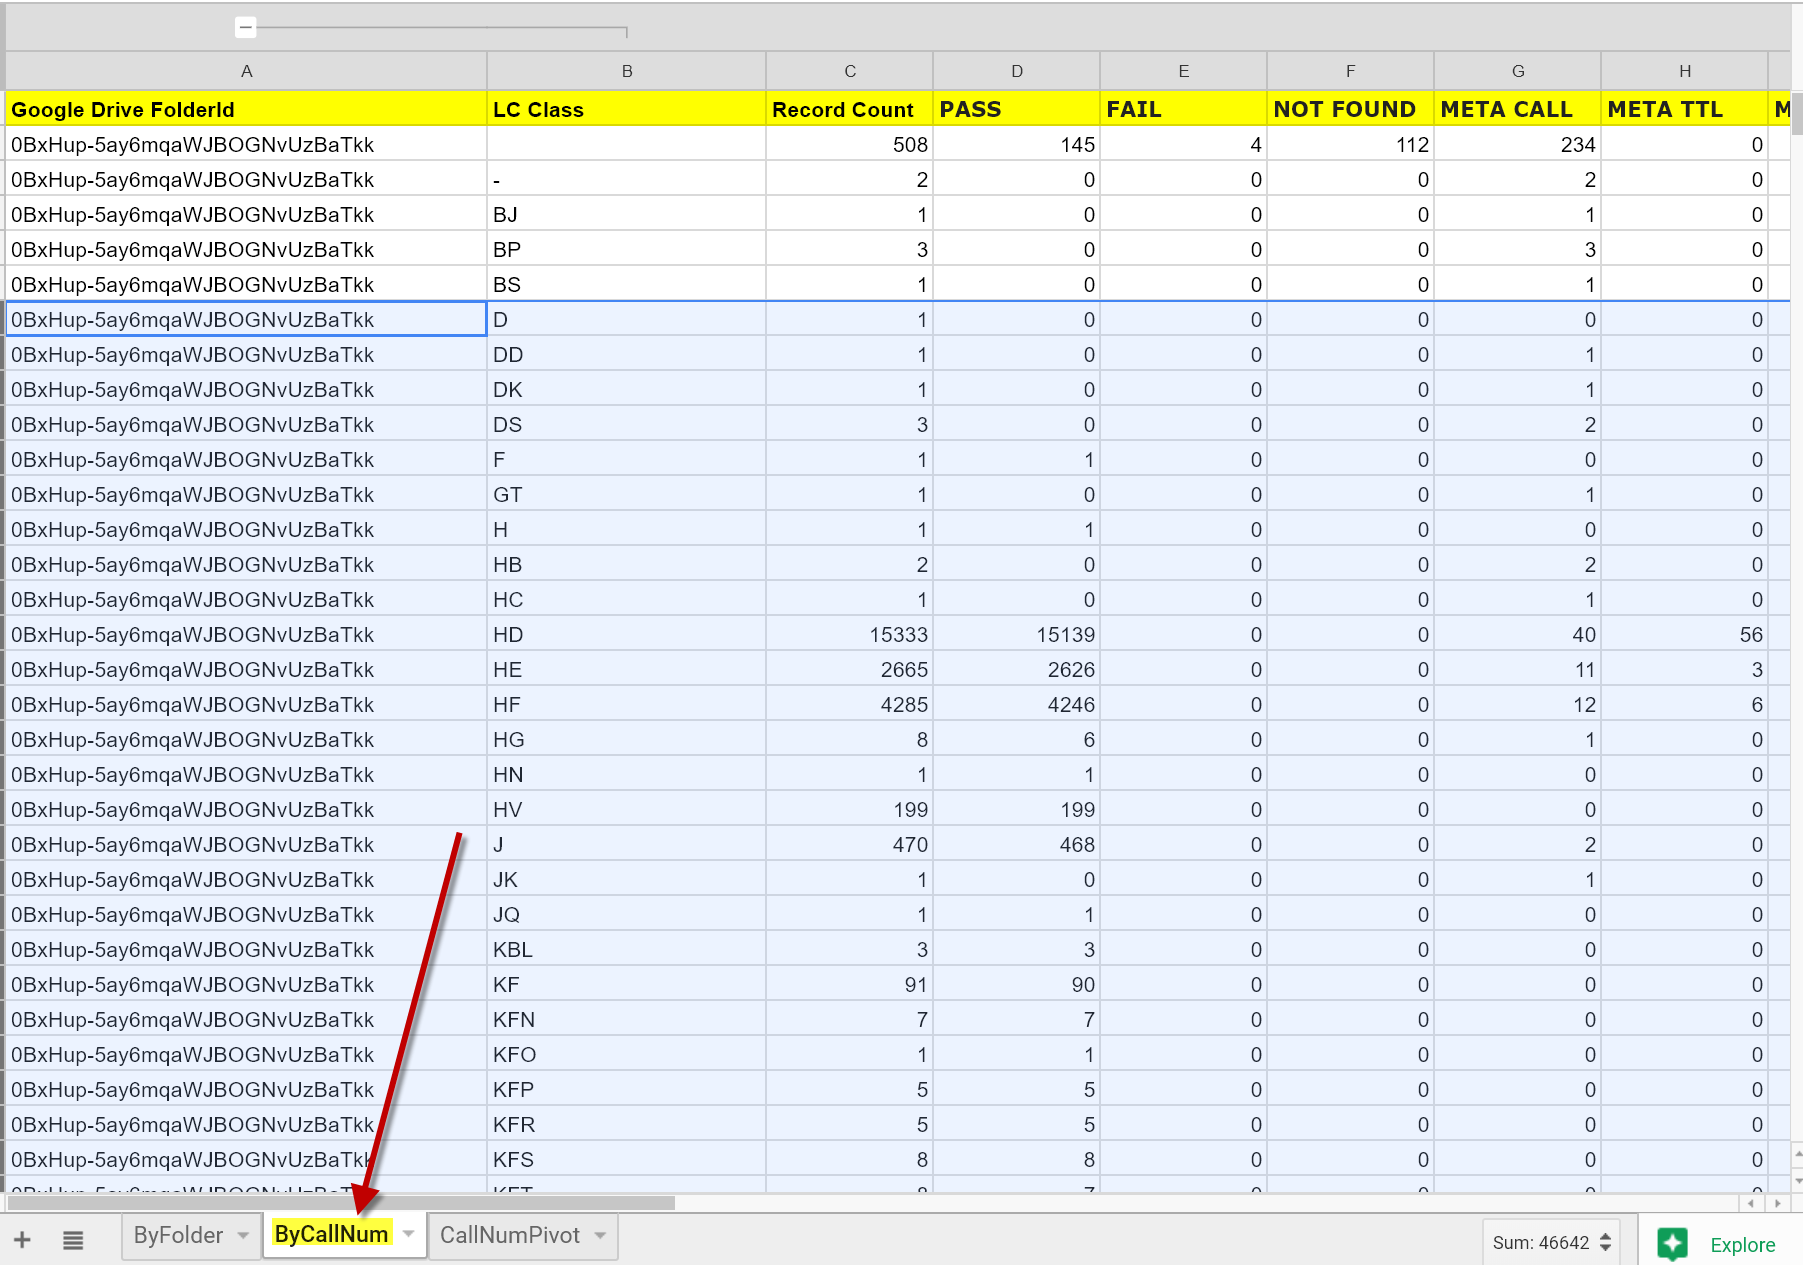 A B C D E F G H
Google Drive FolderId LC Class Record Count PASS FAIL NOT FOUND META CALL META TTL M
0BxHup-5ay6mqaWJBOGNvUzBaTkk 508 145 4 112 234 0
0BxHup-5ay6mqaWJBOGNvUzBaTkk - 2 0 0 0 2 0
0BxHup-5ay6mqaWJBOGNvUzBaTkk BJ 1 0 0 0 1 0
0BxHup-5ay6mqaWJBOGNvUzBaTkk BP 3 0 0 0 3 0
0BxHup-5ay6mqaWJBOGNvUzBaTkk BS 1 0 0 0 1 0
0BxHup-5ay6mqaWJBOGNvUzBaTkk D 1 0 0 0 0 0
0BxHup-5ay6mqaWJBOGNvUzBaTkk DD 1 0 0 0 1 0
0BxHup-5ay6mqaWJBOGNvUzBaTkk DK 1 0 0 0 1 0
0BxHup-5ay6mqaWJBOGNvUzBaTkk DS 3 0 0 0 2 0
0BxHup-5ay6mqaWJBOGNvUzBaTkk F 1 1 0 0 0 0
0BxHup-5ay6mqaWJBOGNvUzBaTkk GT 1 0 0 0 1 0
0BxHup-5ay6mqaWJBOGNvUzBaTkk H 1 1 0 0 0 0
0BxHup-5ay6mqaWJBOGNvUzBaTkk HB 2 0 0 0 2 0
0BxHup-5ay6mqaWJBOGNvUzBaTkk HC 1 0 0 0 1 0
0BxHup-5ay6mqaWJBOGNvUzBaTkk HD 15333 15139 0 0 40 56
0BxHup-5ay6mqaWJBOGNvUzBaTkk HE 2665 2626 0 0 11 3
0BxHup-5ay6mqaWJBOGNvUzBaTkk HF 4285 4246 0 0 12 6
0BxHup-5ay6mqaWJBOGNvUzBaTkk HG 8 6 0 0 1 0
0BxHup-5ay6mqaWJBOGNvUzBaTkk HN 1 1 0 0 0 0
0BxHup-5ay6mqaWJBOGNvUzBaTkk HV 199 199 0 0 0 0
0BxHup-5ay6mqaWJBOGNvUzBaTkk J 470 468 0 0 2 0
0BxHup-5ay6mqaWJBOGNvUzBaTkk JK 1 0 0 0 1 0
0BxHup-5ay6mqaWJBOGNvUzBaTkk JQ 1 1 0 0 0 0
0BxHup-5ay6mqaWJBOGNvUzBaTkk KBL 3 3 0 0 0 0
0BxHup-5ay6mqaWJBOGNvUzBaTkk KF 91 90 0 0 0 0
0BxHup-5ay6mqaWJBOGNvUzBaTkk KFN 7 7 0 0 0 0
0BxHup-5ay6mqaWJBOGNvUzBaTkk KFO 1 1 0 0 0 0
0BxHup-5ay6mqaWJBOGNvUzBaTkk KFP 5 5 0 0 0 0
0BxHup-5ay6mqaWJBOGNvUzBaTkk KFR 5 5 0 0 0 0
0BxHup-5ay6mqaWJBOGNvUzBaTkk KFS 8 8 0 0 0 0
ByFolder ByCallNum CallNumPivot Sum: 46642 Explore